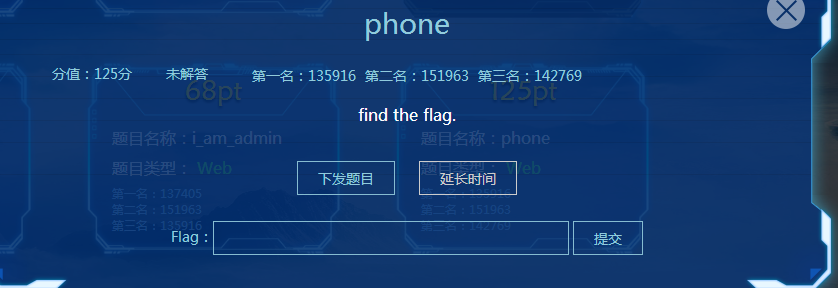 phone
分值：125分 未解答 第一名：135916 第二名：151963 第三名：142769
68pt 125pt
find the flag.
题目名称：i_am_admin 题目名称：phone
题目类型： Web 题目类型： Web
下发题目 延长时间
第一名：137405 第一名：135916
第二名：151963 第二名：151963
第三名：135916 第三名：142769
Flag： 提交